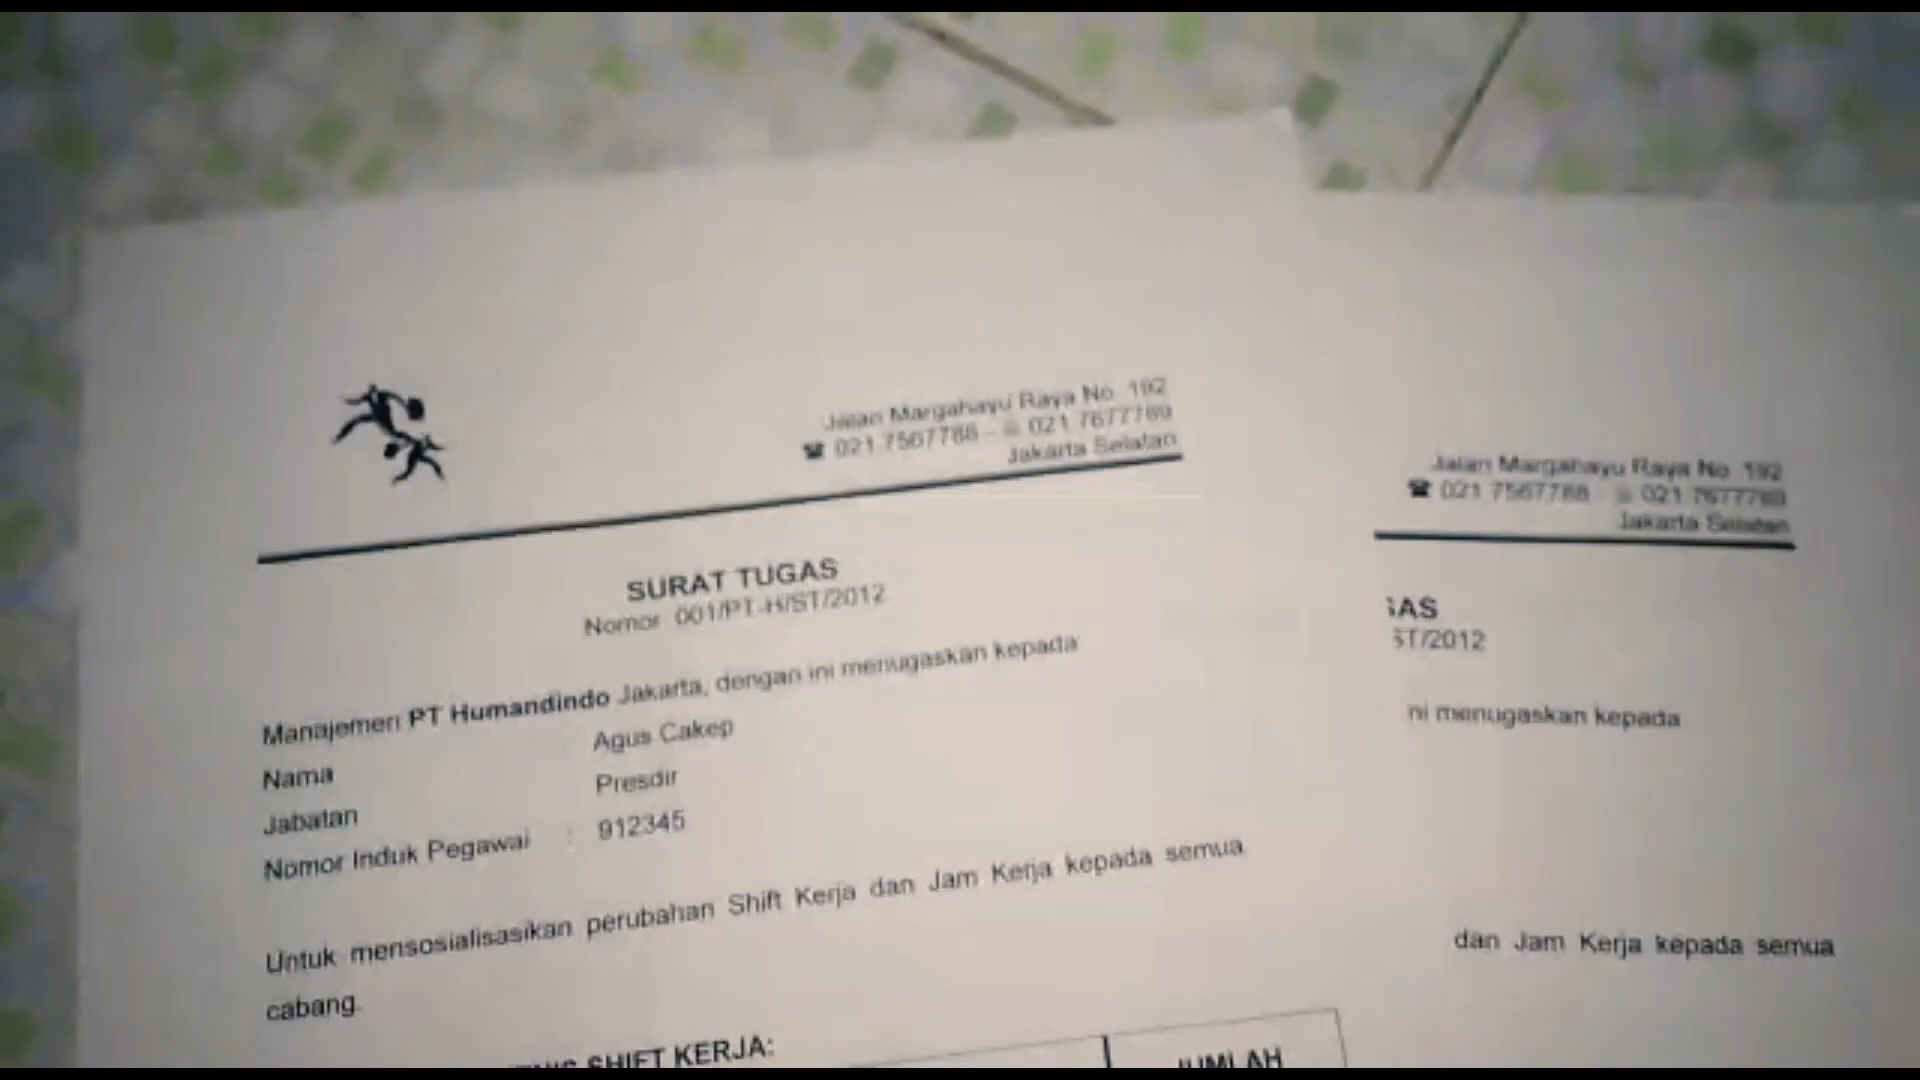 Jalan Margahayu Raya No. 192
☎ 021 7567788 - 021 7677789
Jakarta Selatan
SURAT TUGAS
Nomor 001/PT-H/ST/2012
Manajemen PT Humandindo Jakarta, dengan ini menugaskan kepada
Nama Agus Cakep
Jabatan Presdir
Nomor Induk Pegawai : 912345
Untuk mensosialisasikan perubahan Shift Kerja dan Jam Kerja kepada semua
cabang.
SHIFT KERJA:
JUMLAH
Jalan Margahayu Raya No. 192
☎ 021 7567788 - 021 7677789
Jakarta Selatan
GAS
ST/2012
ni menugaskan kepada
dan Jam Kerja kepada semua